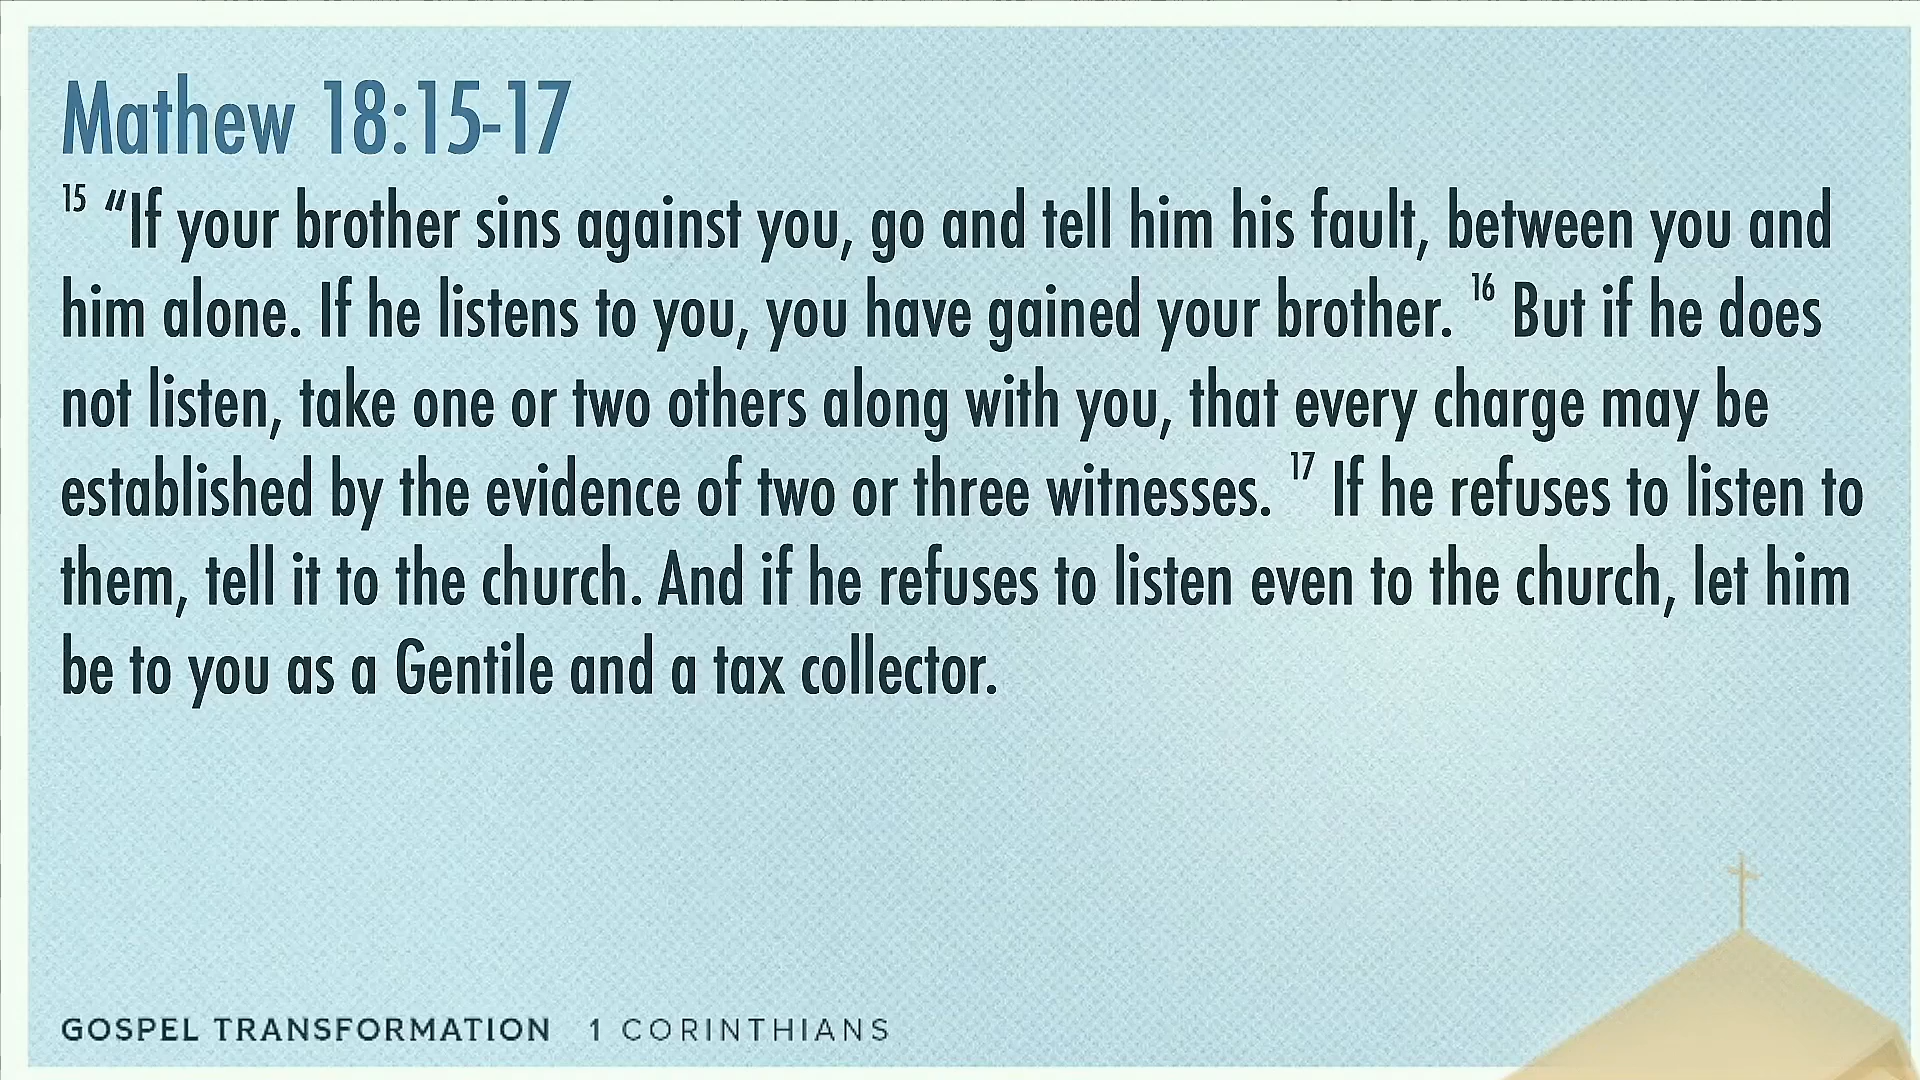 Mathew 18:15-17
15 “If your brother sins against you, go and tell him his fault, between you and
him alone. If he listens to you, you have gained your brother. 16 But if he does
not listen, take one or two others along with you, that every charge may be
established by the evidence of two or three witnesses. 17 If he refuses to listen to
them, tell it to the church. And if he refuses to listen even to the church, let him
be to you as a Gentile and a tax collector.
GOSPEL TRANSFORMATION 1 CORINTHIANS